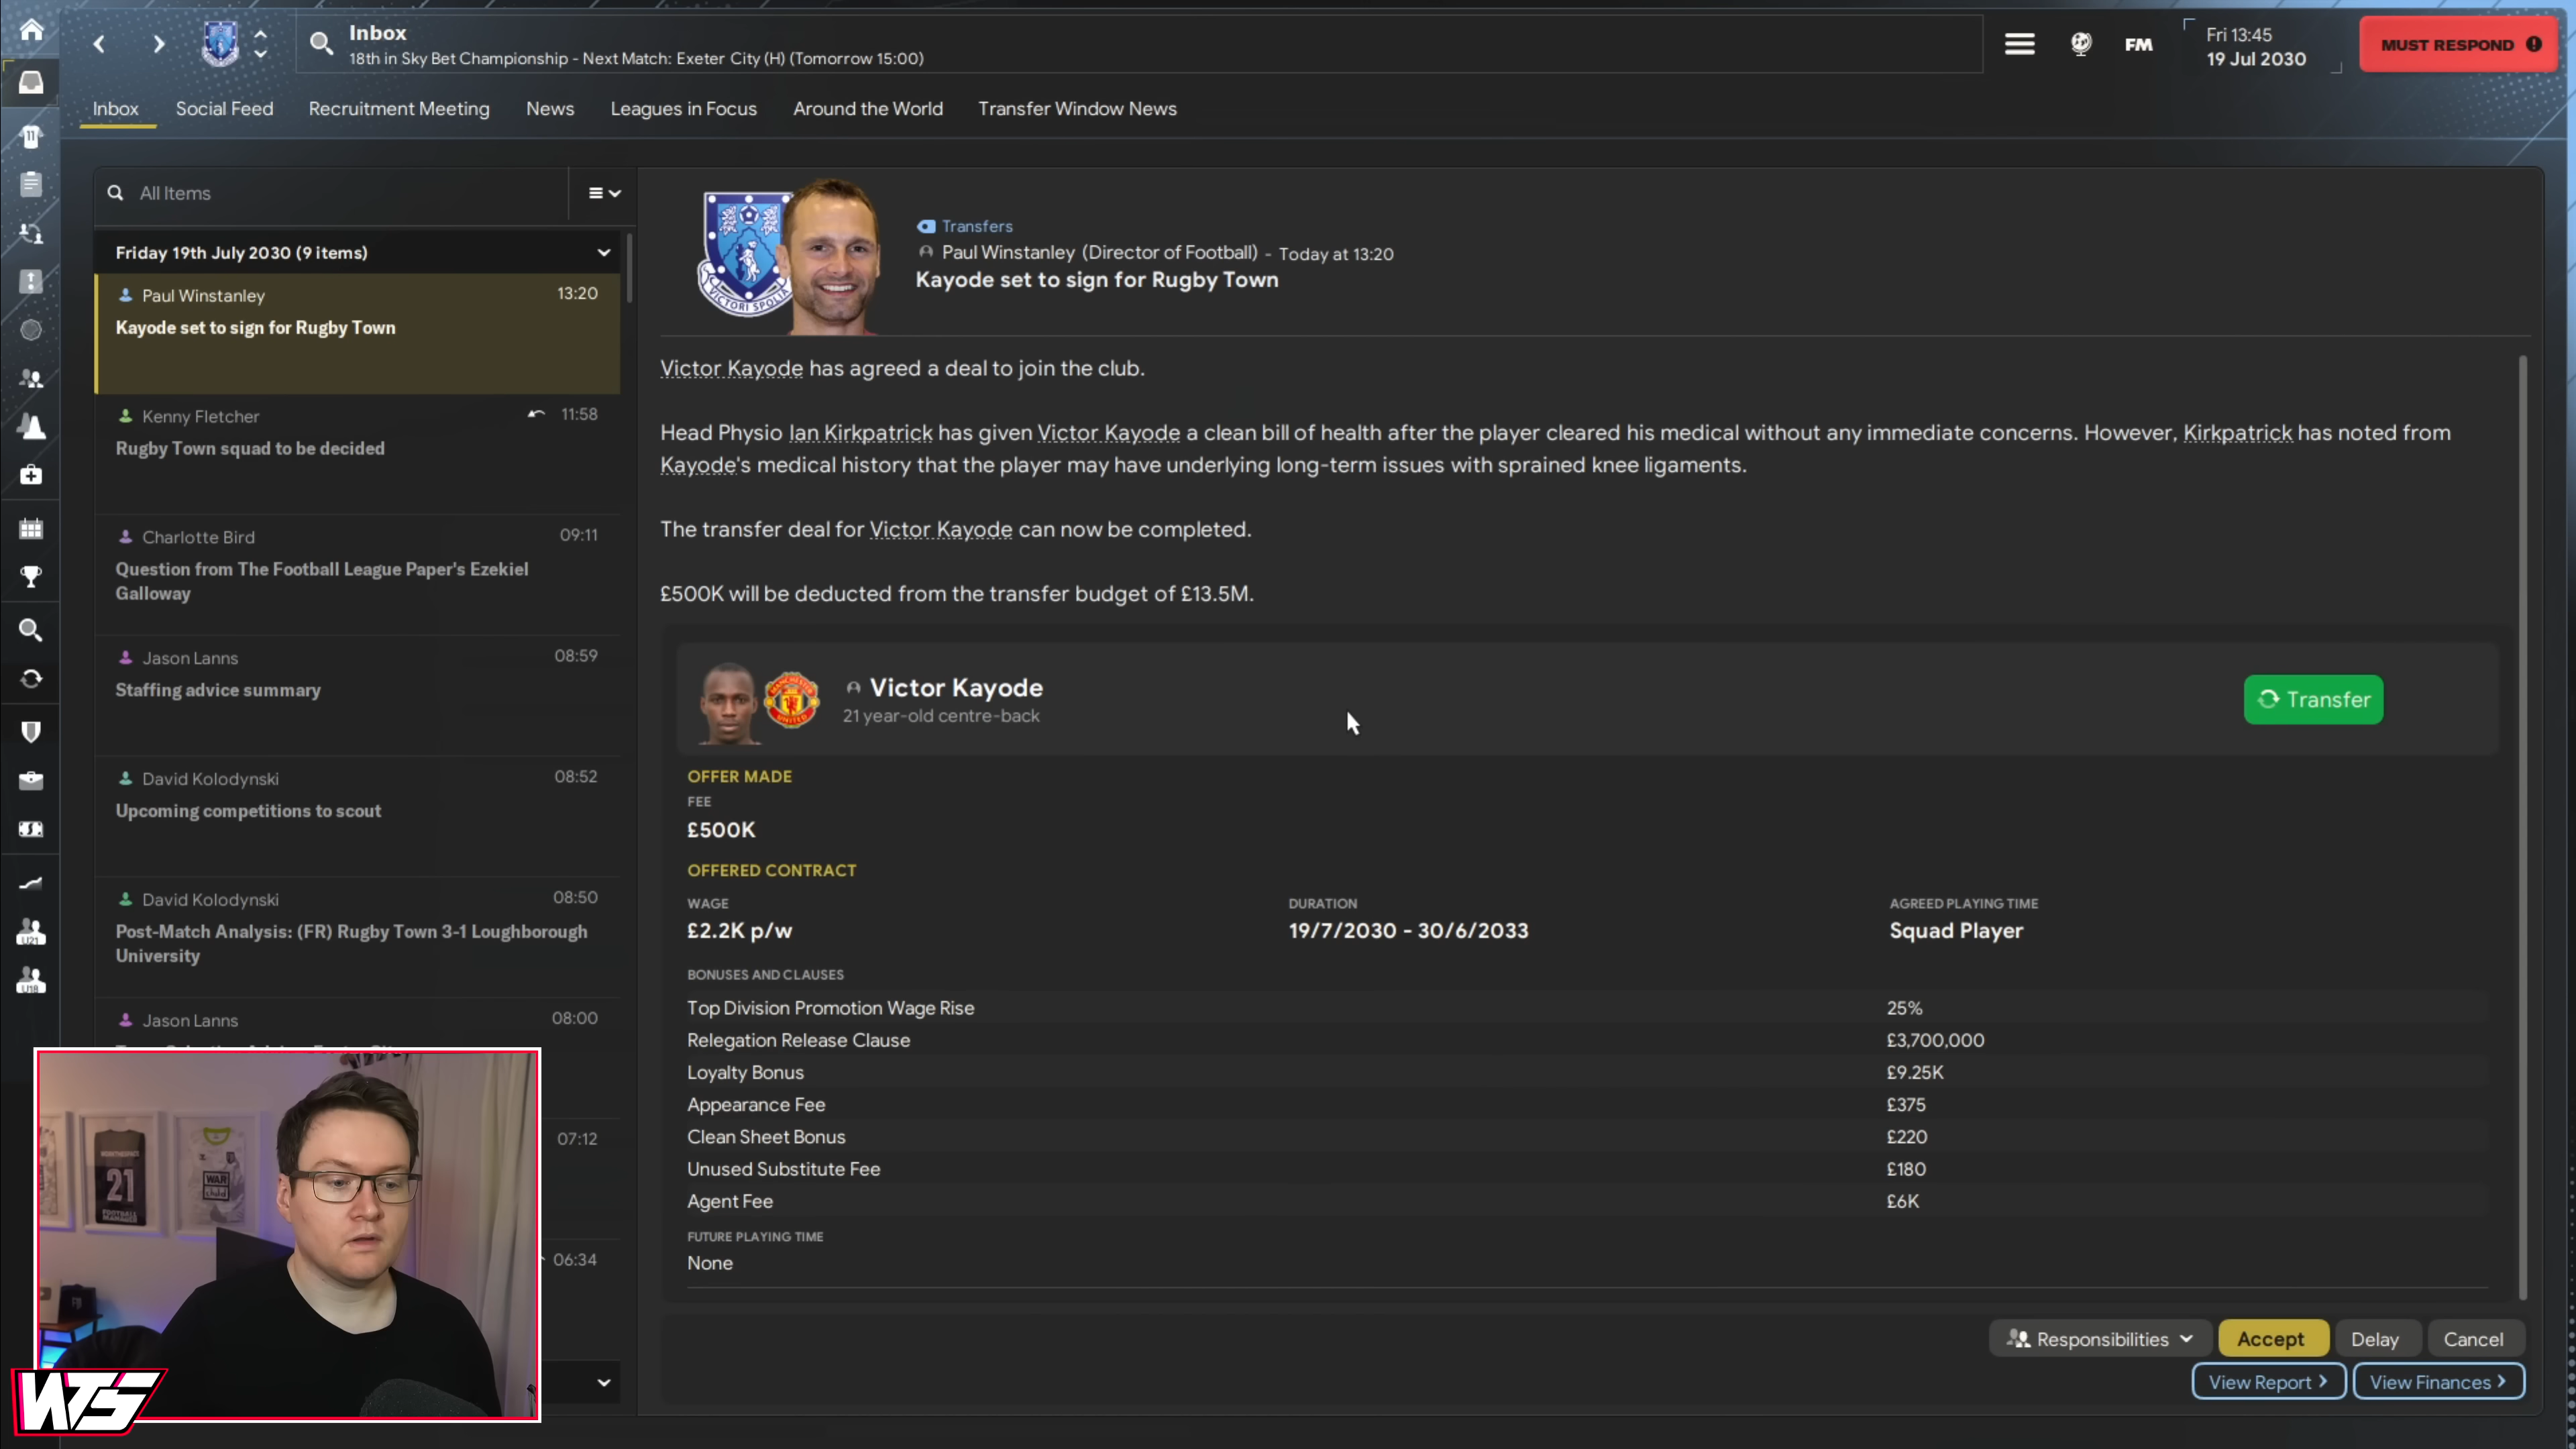 Inbox
18th in Sky Bet Championship - Next Match: Exeter City (H) (Tomorrow 15:00)
FM
Fri 13:45
19 Jul 2030
MUST RESPOND
Inbox
Social Feed
Recruitment Meeting
News
Leagues in Focus
Around the World
Transfer Window News
All Items
Friday 19th July 2030 (9 items)
Paul Winstanley
13:20
Kayode set to sign for Rugby Town
Kenny Fletcher
11:58
Rugby Town squad to be decided
Charlotte Bird
09:11
Question from The Football League Paper's Ezekiel
Galloway
Jason Lanns
08:59
Staffing advice summary
David Kolodynski
08:52
Upcoming competitions to scout
David Kolodynski
08:50
Post-Match Analysis: (FR) Rugby Town 3-1 Loughborough
University
Jason Lanns
08:00
07:12
06:34
U21
U18
VICTORI SPOLIA
Transfers
Paul Winstanley (Director of Football) - Today at 13:20
Kayode set to sign for Rugby Town
Victor Kayode has agreed a deal to join the club.
Head Physio Ian Kirkpatrick has given Victor Kayode a clean bill of health after the player cleared his medical without any immediate concerns. However, Kirkpatrick has noted from
Kayode's medical history that the player may have underlying long-term issues with sprained knee ligaments.
The transfer deal for Victor Kayode can now be completed.
£500K will be deducted from the transfer budget of £13.5M.
MANCHESTER
UNITED
Victor Kayode
21 year-old centre-back
Transfer
OFFER MADE
FEE
£500K
OFFERED CONTRACT
WAGE
£2.2K p/w
DURATION
19/7/2030 - 30/6/2033
AGREED PLAYING TIME
Squad Player
BONUSES AND CLAUSES
Top Division Promotion Wage Rise
25%
Relegation Release Clause
£3,700,000
Loyalty Bonus
£9.25K
Appearance Fee
£375
Clean Sheet Bonus
£220
Unused Substitute Fee
£180
Agent Fee
£6K
FUTURE PLAYING TIME
None
Responsibilities
Accept
Delay
Cancel
View Report
View Finances
21
WAR
child
WTS